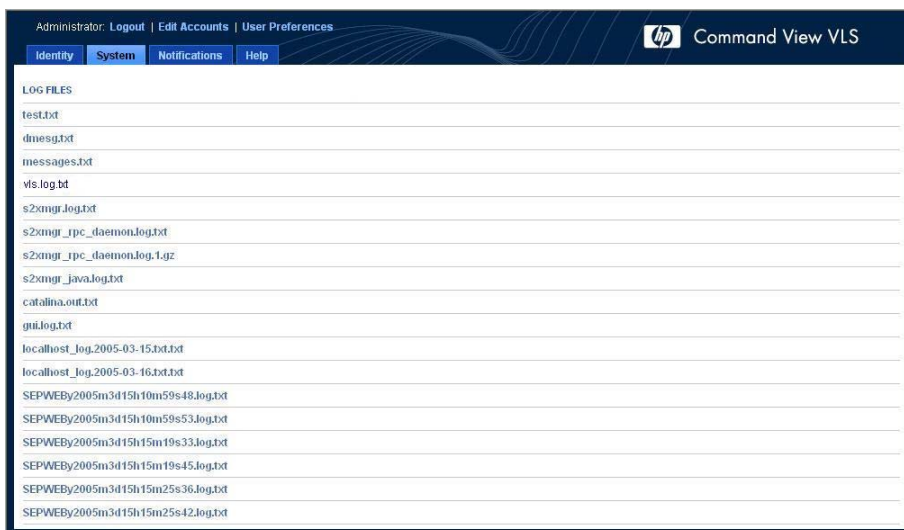 Administrator: Logout | Edit Accounts | User Preferences
hp Command View VLS
Identity System Notifications Help
LOG FILES
test.txt
dmesg.txt
messages.txt
vls.log.txt
s2xmgr.log.txt
s2xmgr_rpc_daemon.log.txt
s2xmgr_rpc_daemon.log.1.gz
s2xmgr_java.log.txt
catalina.out.txt
gui.log.txt
localhost_log.2005-03-15.txt.txt
localhost_log.2005-03-16.txt.txt
SEPWEBy2005m3d15h10m59s48.log.txt
SEPWEBy2005m3d15h10m59s53.log.txt
SEPWEBy2005m3d15h15m19s33.log.txt
SEPWEBy2005m3d15h15m19s45.log.txt
SEPWEBy2005m3d15h15m25s36.log.txt
SEPWEBy2005m3d15h15m25s42.log.txt